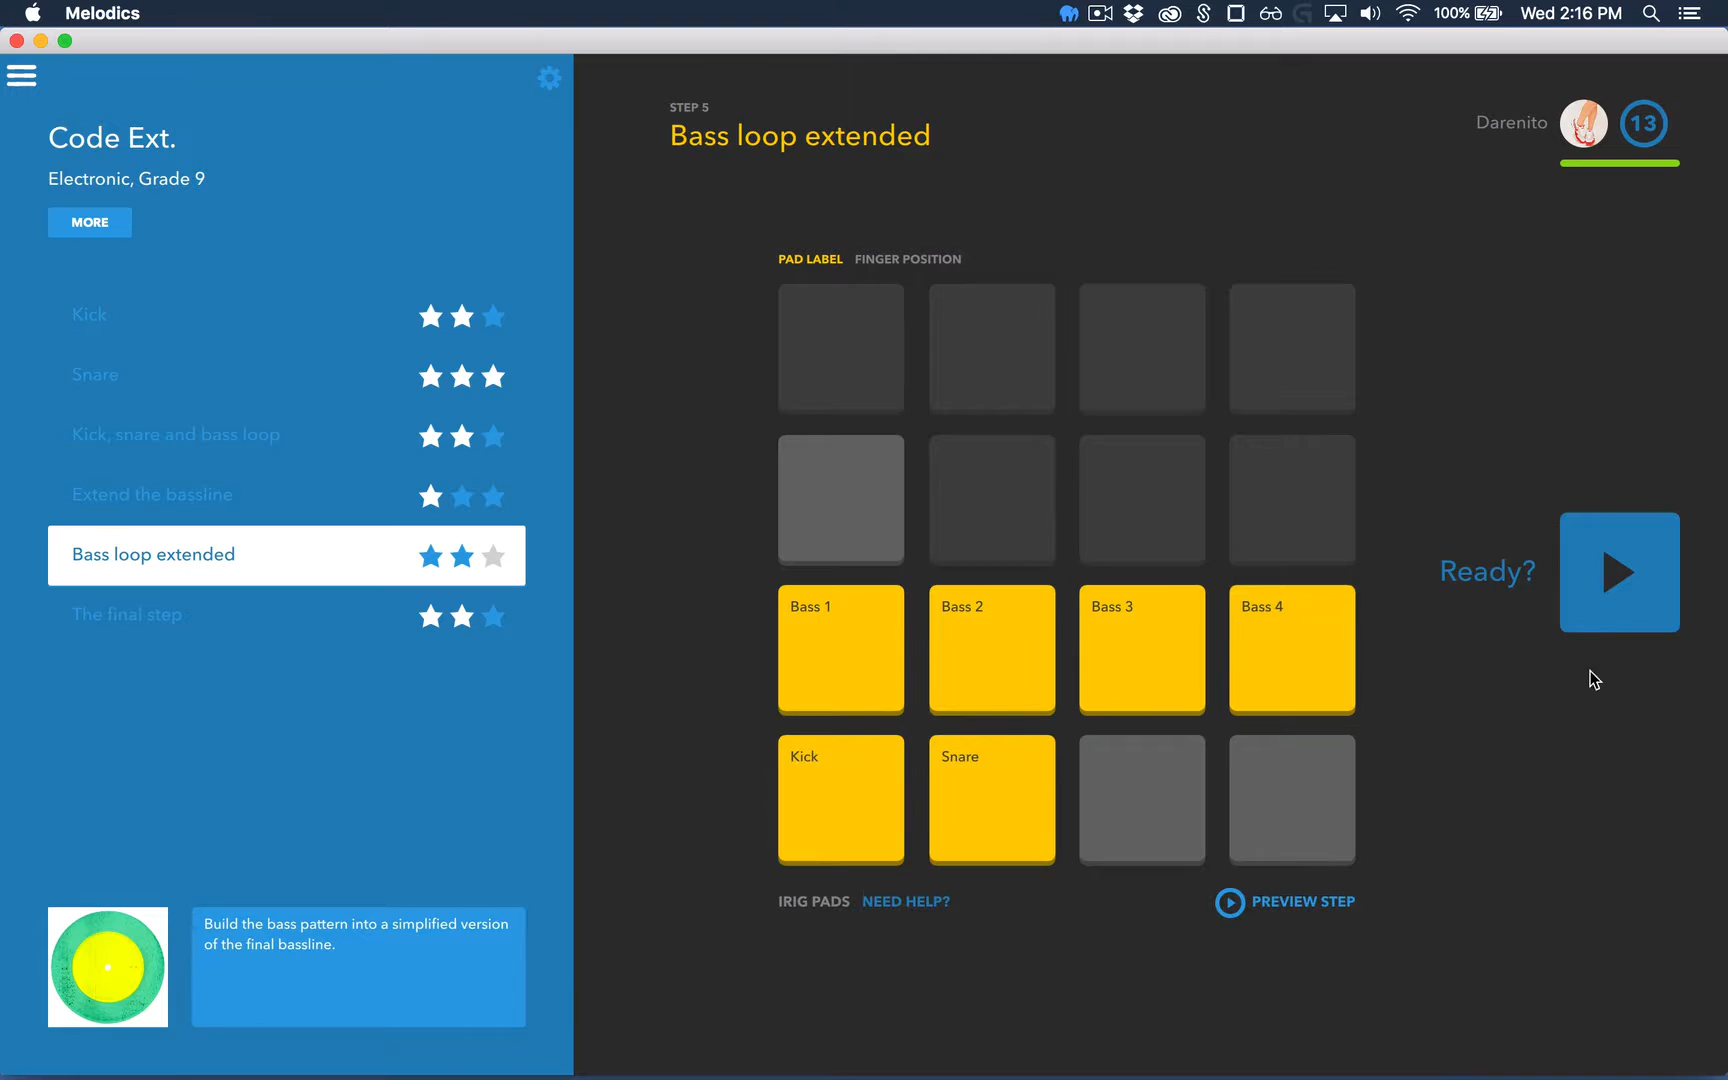 Melodics
100%
Wed 2:16 PM
Code Ext.
Electronic, Grade 9
MORE
Kick
Snare
Kick, snare and bass loop
Extend the bassline
Bass loop extended
The final step
Build the bass pattern into a simplified version
of the final bassline.
STEP 5
Bass loop extended
Darenito
13
PAD LABEL FINGER POSITION
Bass 1
Bass 2
Bass 3
Bass 4
Kick
Snare
IRIG PADS NEED HELP?
PREVIEW STEP
Ready?